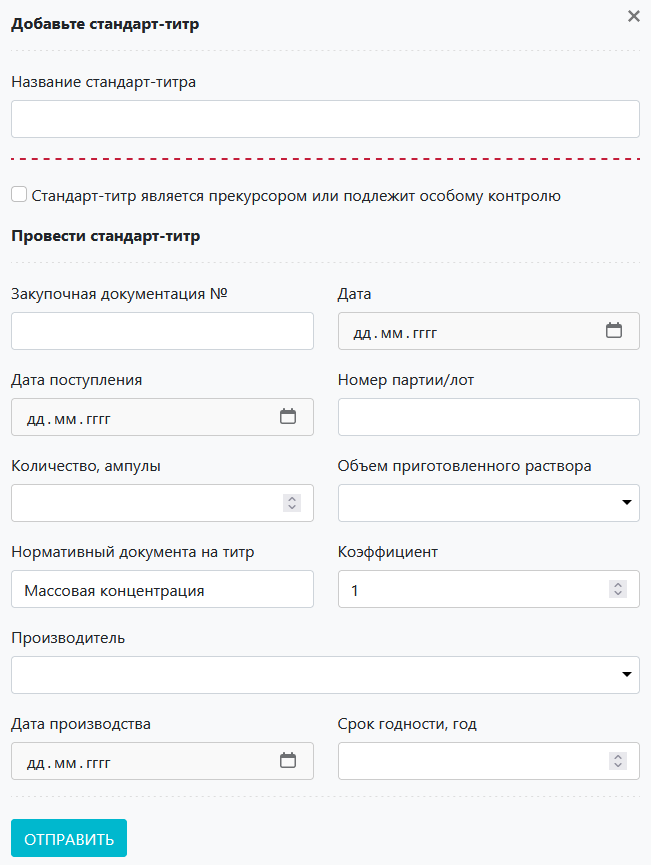 Добавьте стандарт-титр
Название стандарт-титра
Стандарт-титр является прекурсором или подлежит особому контролю
Провести стандарт-титр
Закупочная документация №
Дата
дд.мм.гггг
Дата поступления
Номер партии/лот
дд.мм.гггг
Количество, ампулы
Объем приготовленного раствора
Нормативный документа на титр
Коэффициент
Массовая концентрация
1
Производитель
Дата производства
Срок годности, год
дд.мм.гггг
ОТПРАВИТЬ